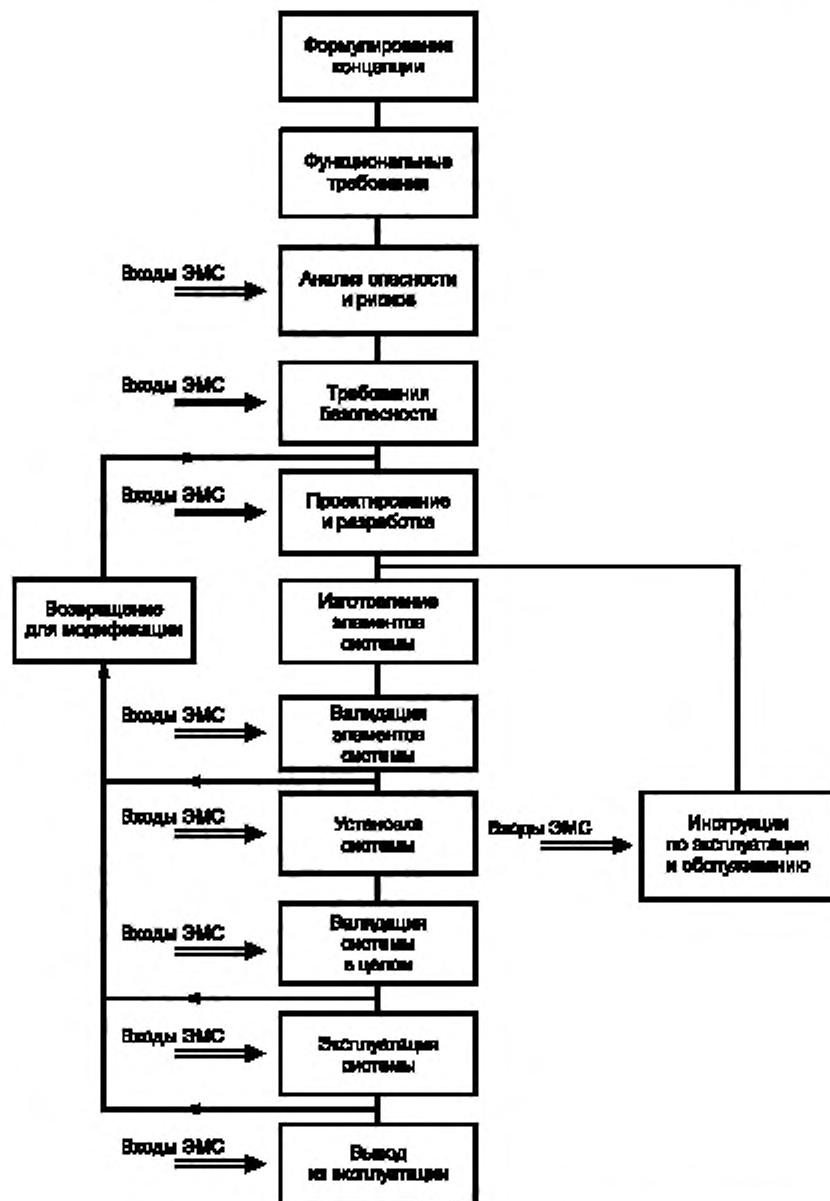 Формулирование
концепции
Функциональные
требования
Входы ЭМС
Анализ опасности
и рисков
Входы ЭМС
Требования
Безопасности
Входы ЭМС
Проектирование
и разработка
Возвращение
для модификации
Изготовление
элементов
системы
Входы ЭМС
Валидация
элементов
системы
Входы ЭМС
Установка
системы
Входы ЭМС
Инструкции
по эксплуатации
и обслуживанию
Входы ЭМС
Валидация
системы
в целом
Входы ЭМС
Эксплуатация
системы
Входы ЭМС
Вывод
из эксплуатации